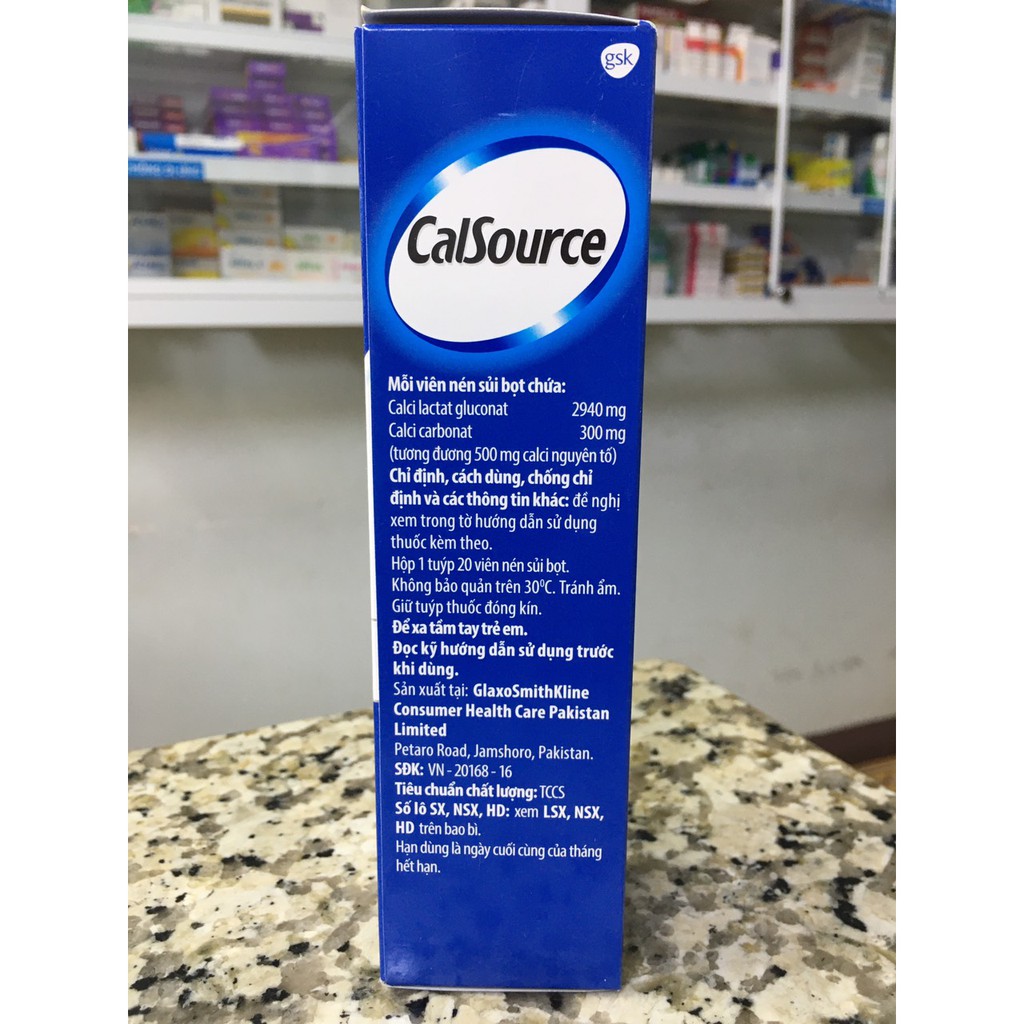 gsk
CalSource
Mỗi viên nén sủi bọt chứa:
Calci lactat gluconat 2940 mg
Calci carbonat 300 mg
(tương đương 500 mg calci nguyên tố)
Chỉ định, cách dùng, chống chỉ
định và các thông tin khác: đề nghị
xem trong tờ hướng dẫn sử dụng
thuốc kèm theo.
Hộp 1 tuýp 20 viên nén sủi bọt.
Không bảo quản trên 30⁰C. Tránh ẩm.
Giữ tuýp thuốc đóng kín.
Để xa tầm tay trẻ em.
Đọc kỹ hướng dẫn sử dụng trước
khi dùng.
Sản xuất tại: GlaxoSmithKline
Consumer Health Care Pakistan
Limited
Petaro Road, Jamshoro, Pakistan.
SĐK: VN - 20168 - 16
Tiêu chuẩn chất lượng: TCCS
Số lô SX, NSX, HD: xem LSX, NSX,
HD trên bao bì.
Hạn dùng là ngày cuối cùng của tháng
hết hạn.